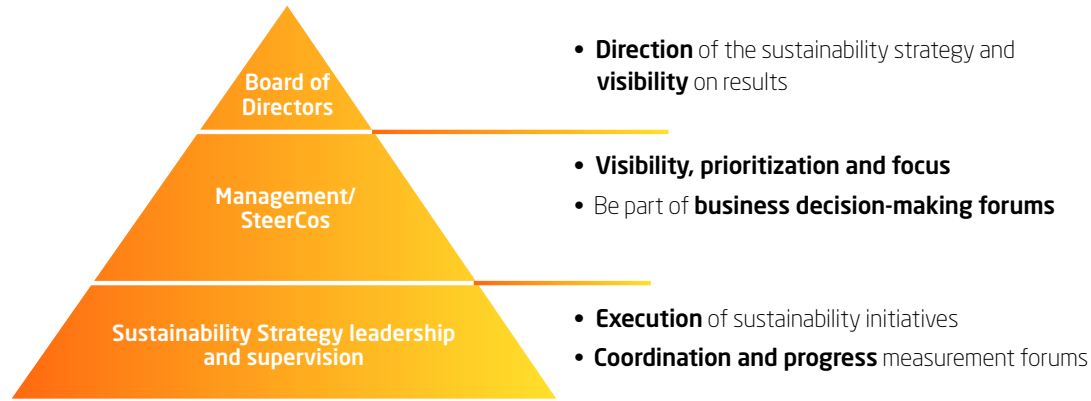 Board of
Directors
• Direction of the sustainability strategy and
visibility on results
Management/
SteerCos
• Visibility, prioritization and focus
• Be part of business decision-making forums
Sustainability Strategy leadership
and supervision
• Execution of sustainability initiatives
• Coordination and progress measurement forums